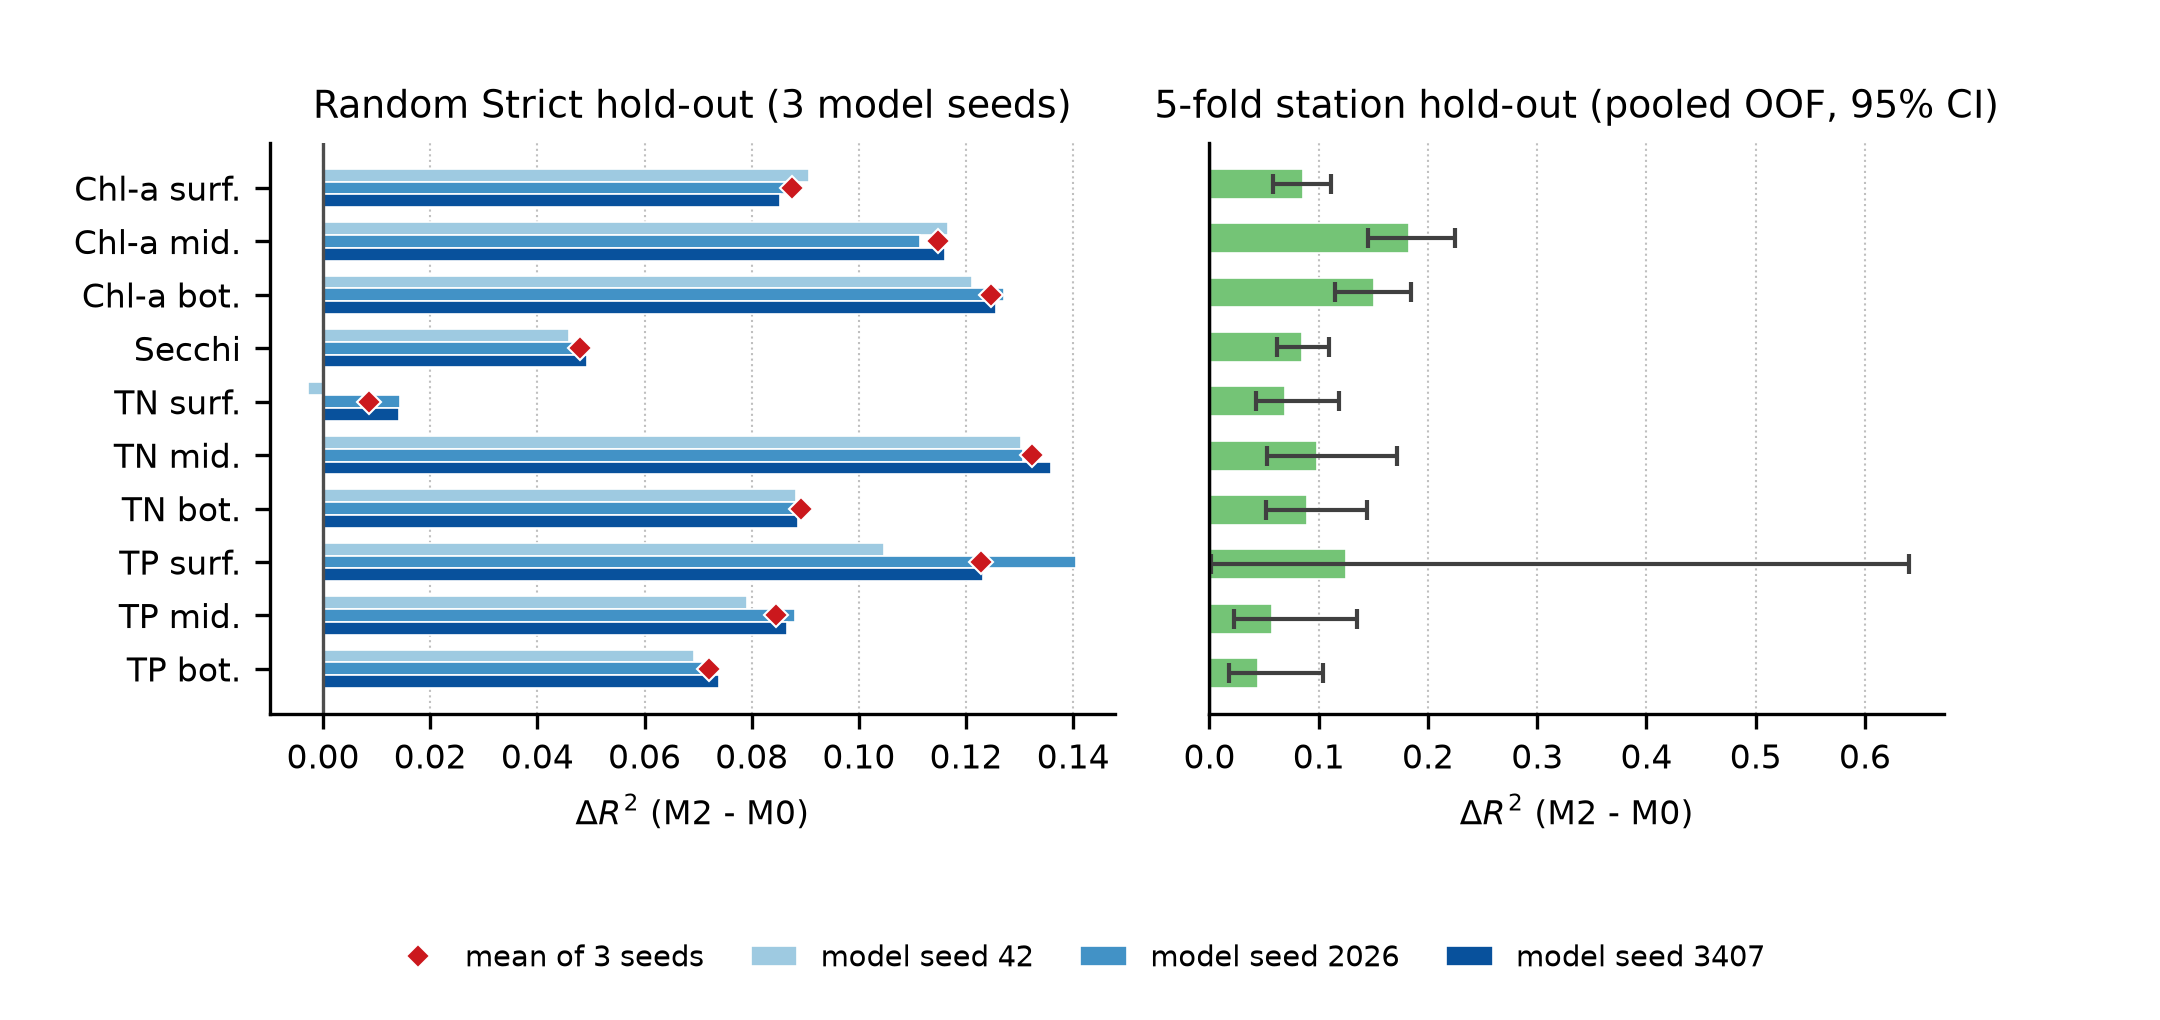 Random Strict hold-out (3 model seeds)
5-fold station hold-out (pooled OOF, 95% CI)
Chl-a surf.
Chl-a mid.
Chl-a bot.
Secchi
TN surf.
TN mid.
TN bot.
TP surf.
TP mid.
TP bot.
0.00 0.02 0.04 0.06 0.08 0.10 0.12 0.14
0.0 0.1 0.2 0.3 0.4 0.5 0.6
ΔR² (M2 - M0)
ΔR² (M2 - M0)
mean of 3 seeds model seed 42 model seed 2026 model seed 3407